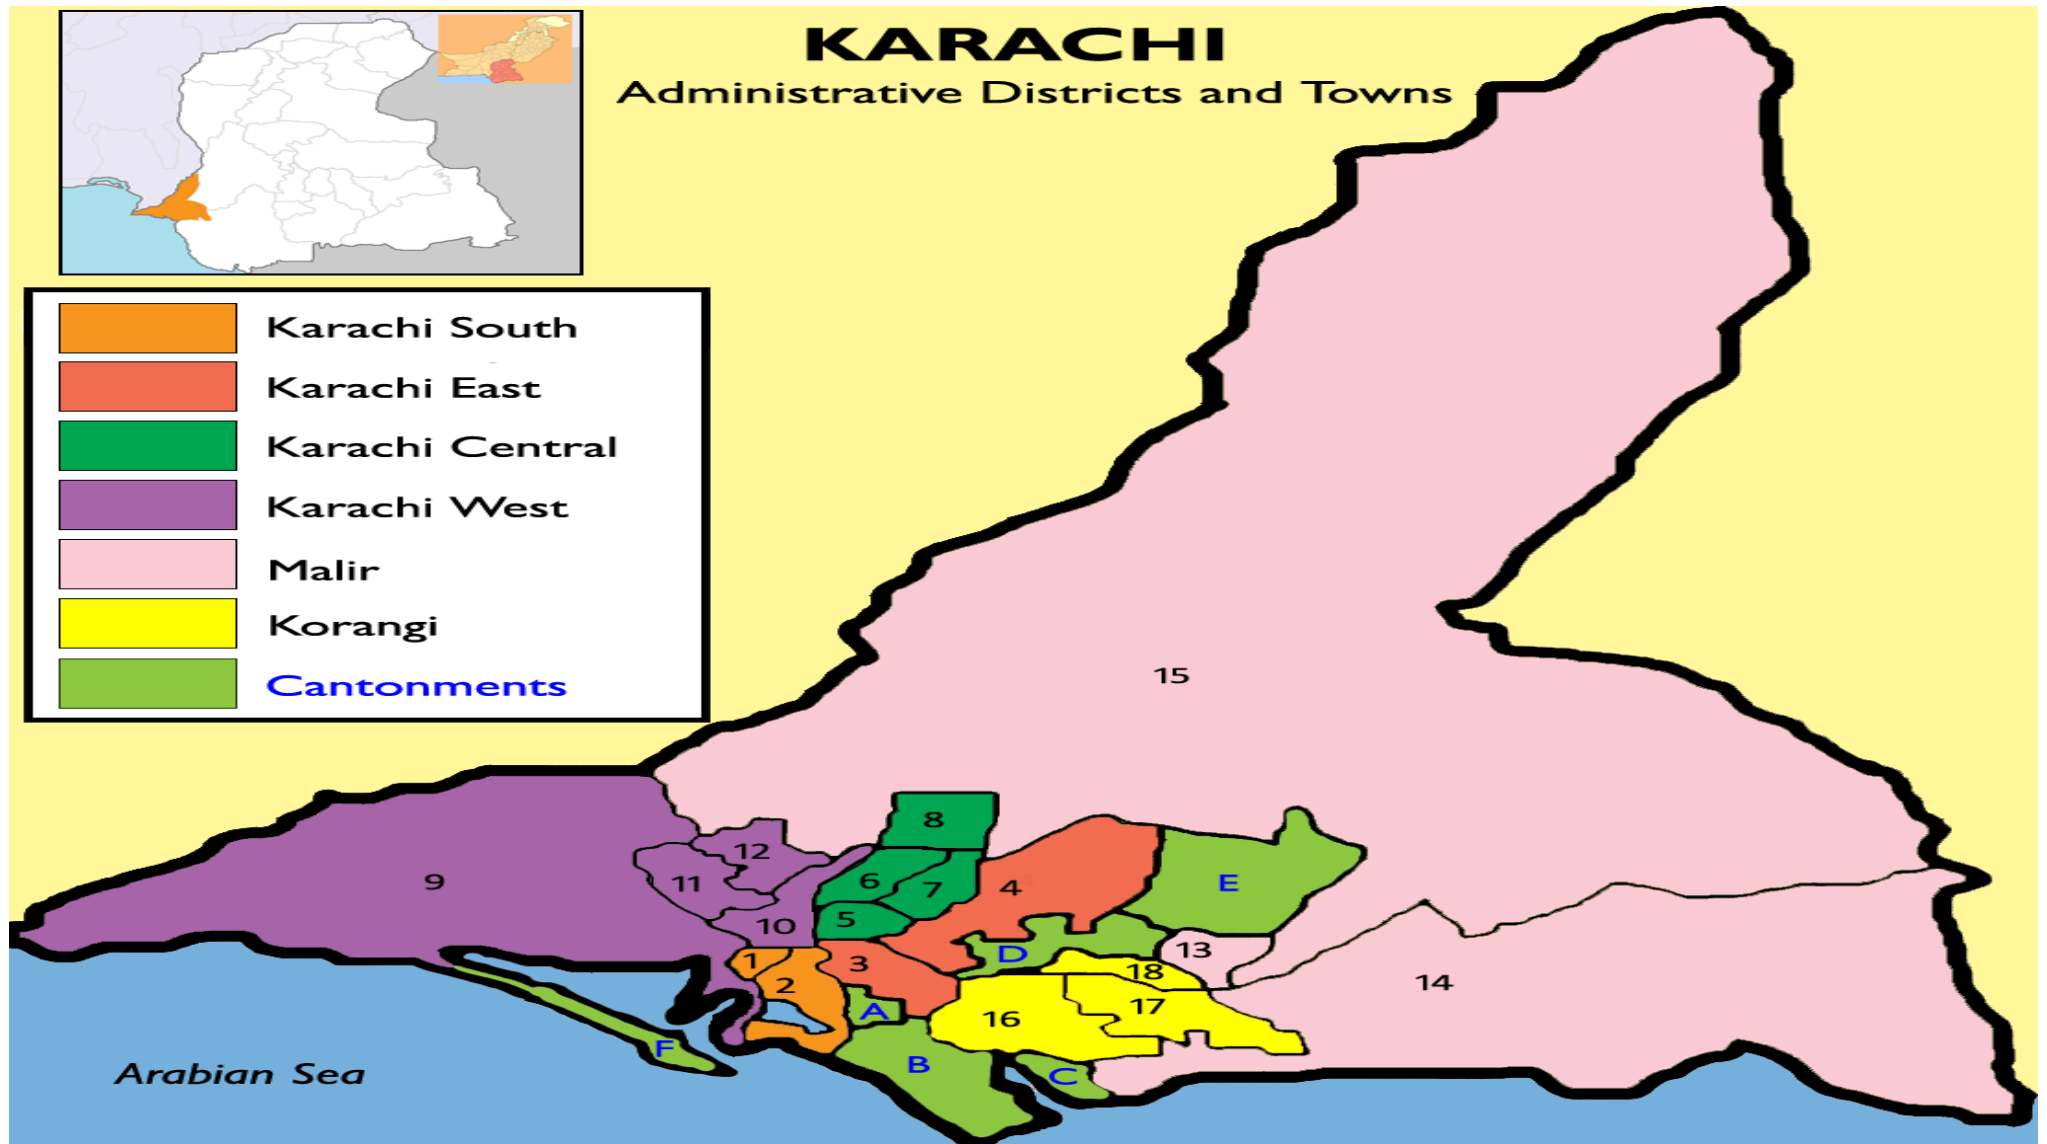 KARACHI
Administrative Districts and Towns
Karachi South
Karachi East
Karachi Central
Karachi West
Malir
Korangi
Cantonments
15
8
12
9
11
6
7
4
E
10
5
D
13
1
3
18
2
14
A
16
17
F
B
C
Arabian Sea